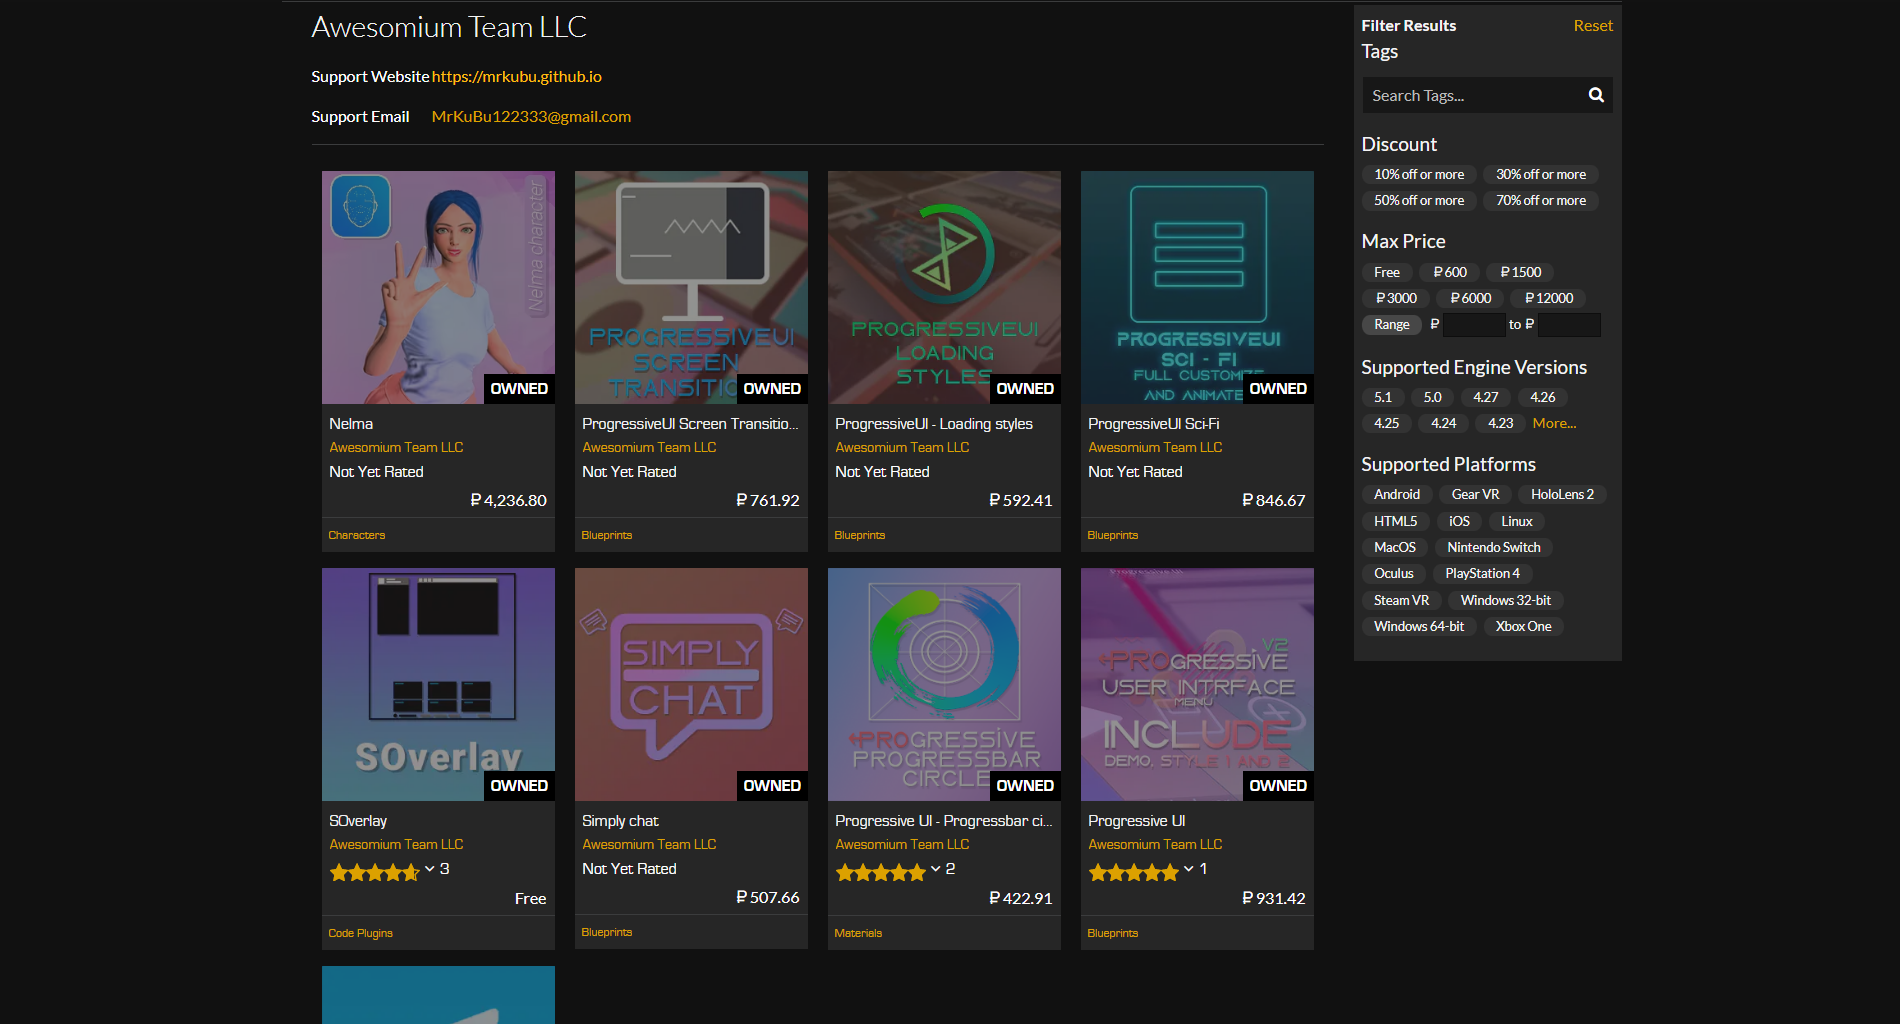 Awesomium Team LLC
Support Website https://mrkubu.github.io
Support Email MrKuBu122333@gmail.com
Nelma character
OWNED
Nelma
Awesomium Team LLC
Not Yet Rated
₽ 4,236.80
Characters
PROGRESSIVEUI
SCREEN
TRANSITIO
OWNED
ProgressiveUI Screen Transitio...
Awesomium Team LLC
Not Yet Rated
₽ 761.92
Blueprints
PROGRESSIVEUI
LOADING
STYLES
OWNED
ProgressiveUI - Loading styles
Awesomium Team LLC
Not Yet Rated
₽ 592.41
Blueprints
PROGRESSIVEUI
SCI - FI
FULL CUSTOMIZE
AND ANIMATE
OWNED
ProgressiveUI Sci-Fi
Awesomium Team LLC
Not Yet Rated
₽ 846.67
Blueprints
SOverlay
OWNED
SOverlay
Awesomium Team LLC
3
Free
Code Plugins
SIMPLY
CHAT
OWNED
Simply chat
Awesomium Team LLC
Not Yet Rated
₽ 507.66
Blueprints
+PROGRESSIVE
PROGRESSBAR
CIRCLE
OWNED
Progressive UI - Progressbar ci...
Awesomium Team LLC
2
₽ 422.91
Materials
V2
+PROGRESSIVE
USER INTRFACE
MENU
INCLUDE
DEMO, STYLE 1 AND 2
OWNED
Progressive UI
Awesomium Team LLC
1
₽ 931.42
Blueprints
Filter Results Reset
Tags
Search Tags...
Discount
10% off or more 30% off or more
50% off or more 70% off or more
Max Price
Free ₽ 600 ₽ 1500
₽ 3000 ₽ 6000 ₽ 12000
Range ₽ to ₽
Supported Engine Versions
5.1 5.0 4.27 4.26
4.25 4.24 4.23 More...
Supported Platforms
Android Gear VR HoloLens 2
HTML5 iOS Linux
MacOS Nintendo Switch
Oculus PlayStation 4
Steam VR Windows 32-bit
Windows 64-bit Xbox One